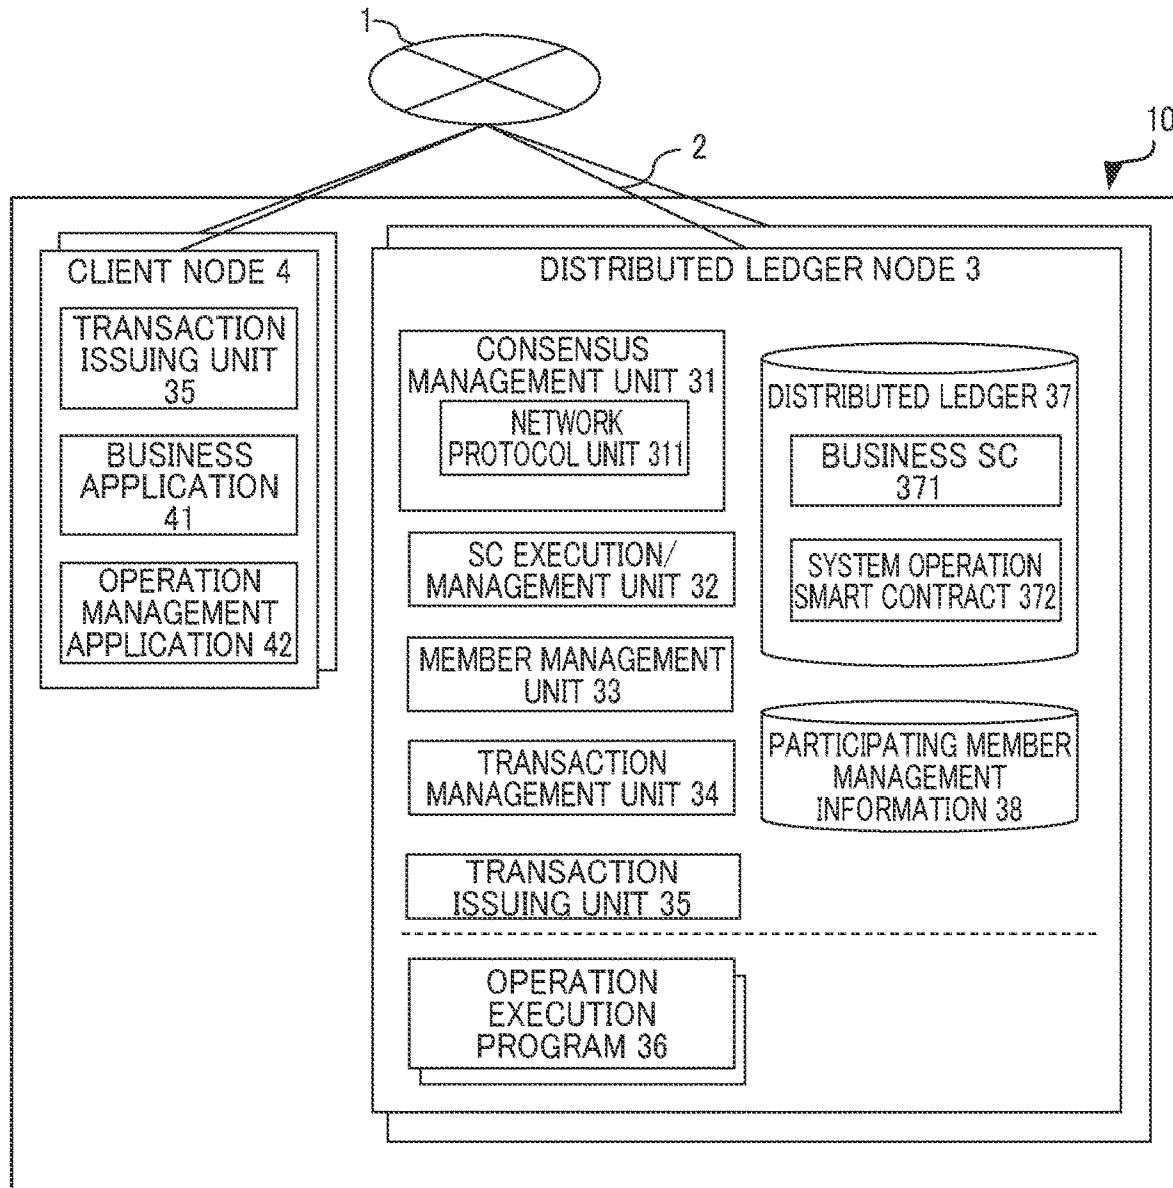 1
2
10
CLIENT NODE 4
TRANSACTION
ISSUING UNIT
35
BUSINESS
APPLICATION
41
OPERATION
MANAGEMENT
APPLICATION 42
DISTRIBUTED LEDGER NODE 3
CONSENSUS
MANAGEMENT UNIT 31
NETWORK
PROTOCOL UNIT 311
SC EXECUTION/
MANAGEMENT UNIT 32
MEMBER MANAGEMENT
UNIT 33
TRANSACTION
MANAGEMENT UNIT 34
TRANSACTION
ISSUING UNIT 35
OPERATION
EXECUTION
PROGRAM 36
DISTRIBUTED LEDGER 37
BUSINESS SC
371
SYSTEM OPERATION
SMART CONTRACT 372
PARTICIPATING MEMBER
MANAGEMENT
INFORMATION 38